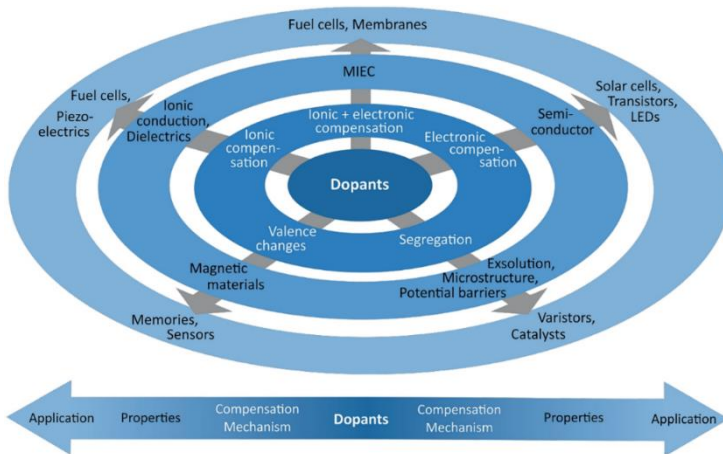 Fuel cells, Membranes
MIEC
Fuel cells,
Piezo-
electrics
Ionic
conduction,
Dielectrics
Solar cells,
Transistors,
LEDs
Semi-
conductor
Ionic + electronic
compensation
Ionic
compen-
sation
Electronic
compen-
sation
Dopants
Valence
changes
Segregation
Magnetic
materials
Exsolution,
Microstructure,
Potential barriers
Memories,
Sensors
Varistors,
Catalysts
Application
Properties
Compensation
Mechanism
Dopants
Compensation
Mechanism
Properties
Application